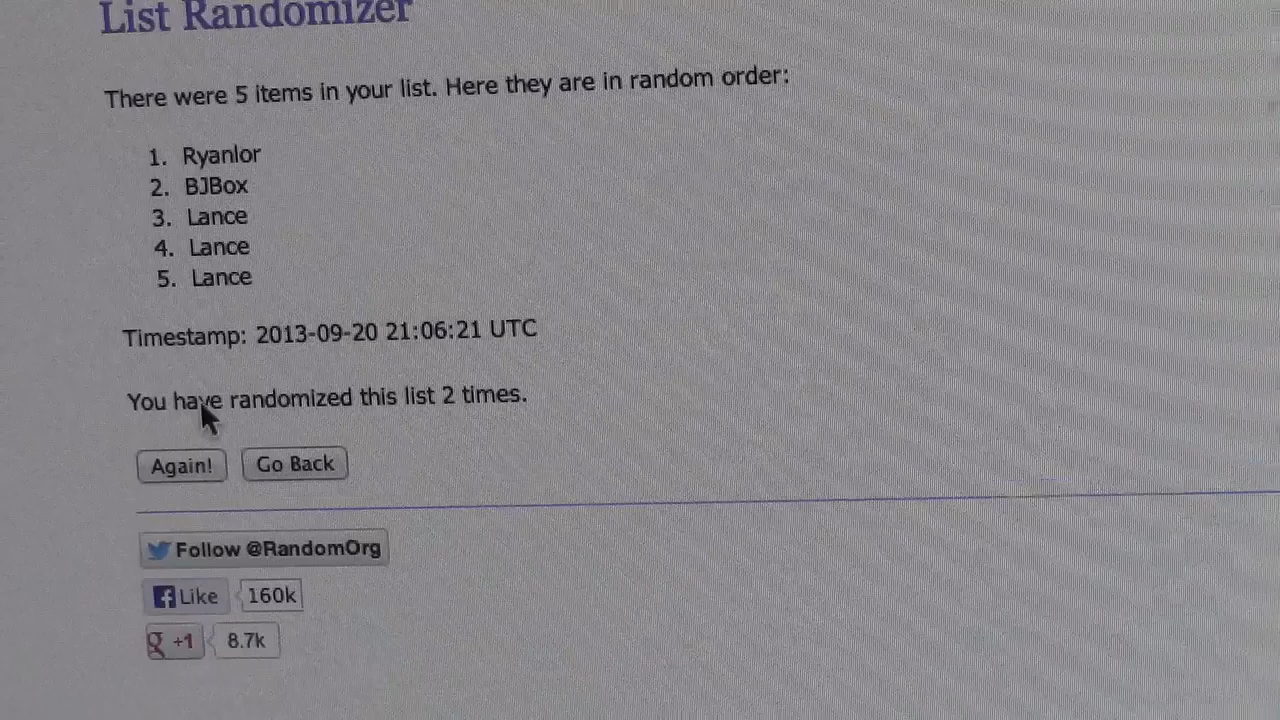 List Randomizer
There were 5 items in your list. Here they are in random order:
1. Ryanlor
2. BJBox
3. Lance
4. Lance
5. Lance
Timestamp: 2013-09-20 21:06:21 UTC
You have randomized this list 2 times.
Again! Go Back
Follow @RandomOrg
f Like 160k
g +1 8.7k